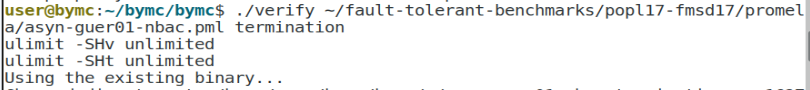 user@bymc:~/bymc/bymc$ ./verify ~/fault-tolerant-benchmarks/popl17-fmsd17/promel
a/asyn-guer01-nbac.pml termination
ulimit -SHv unlimited
ulimit -SHt unlimited
Using the existing binary...